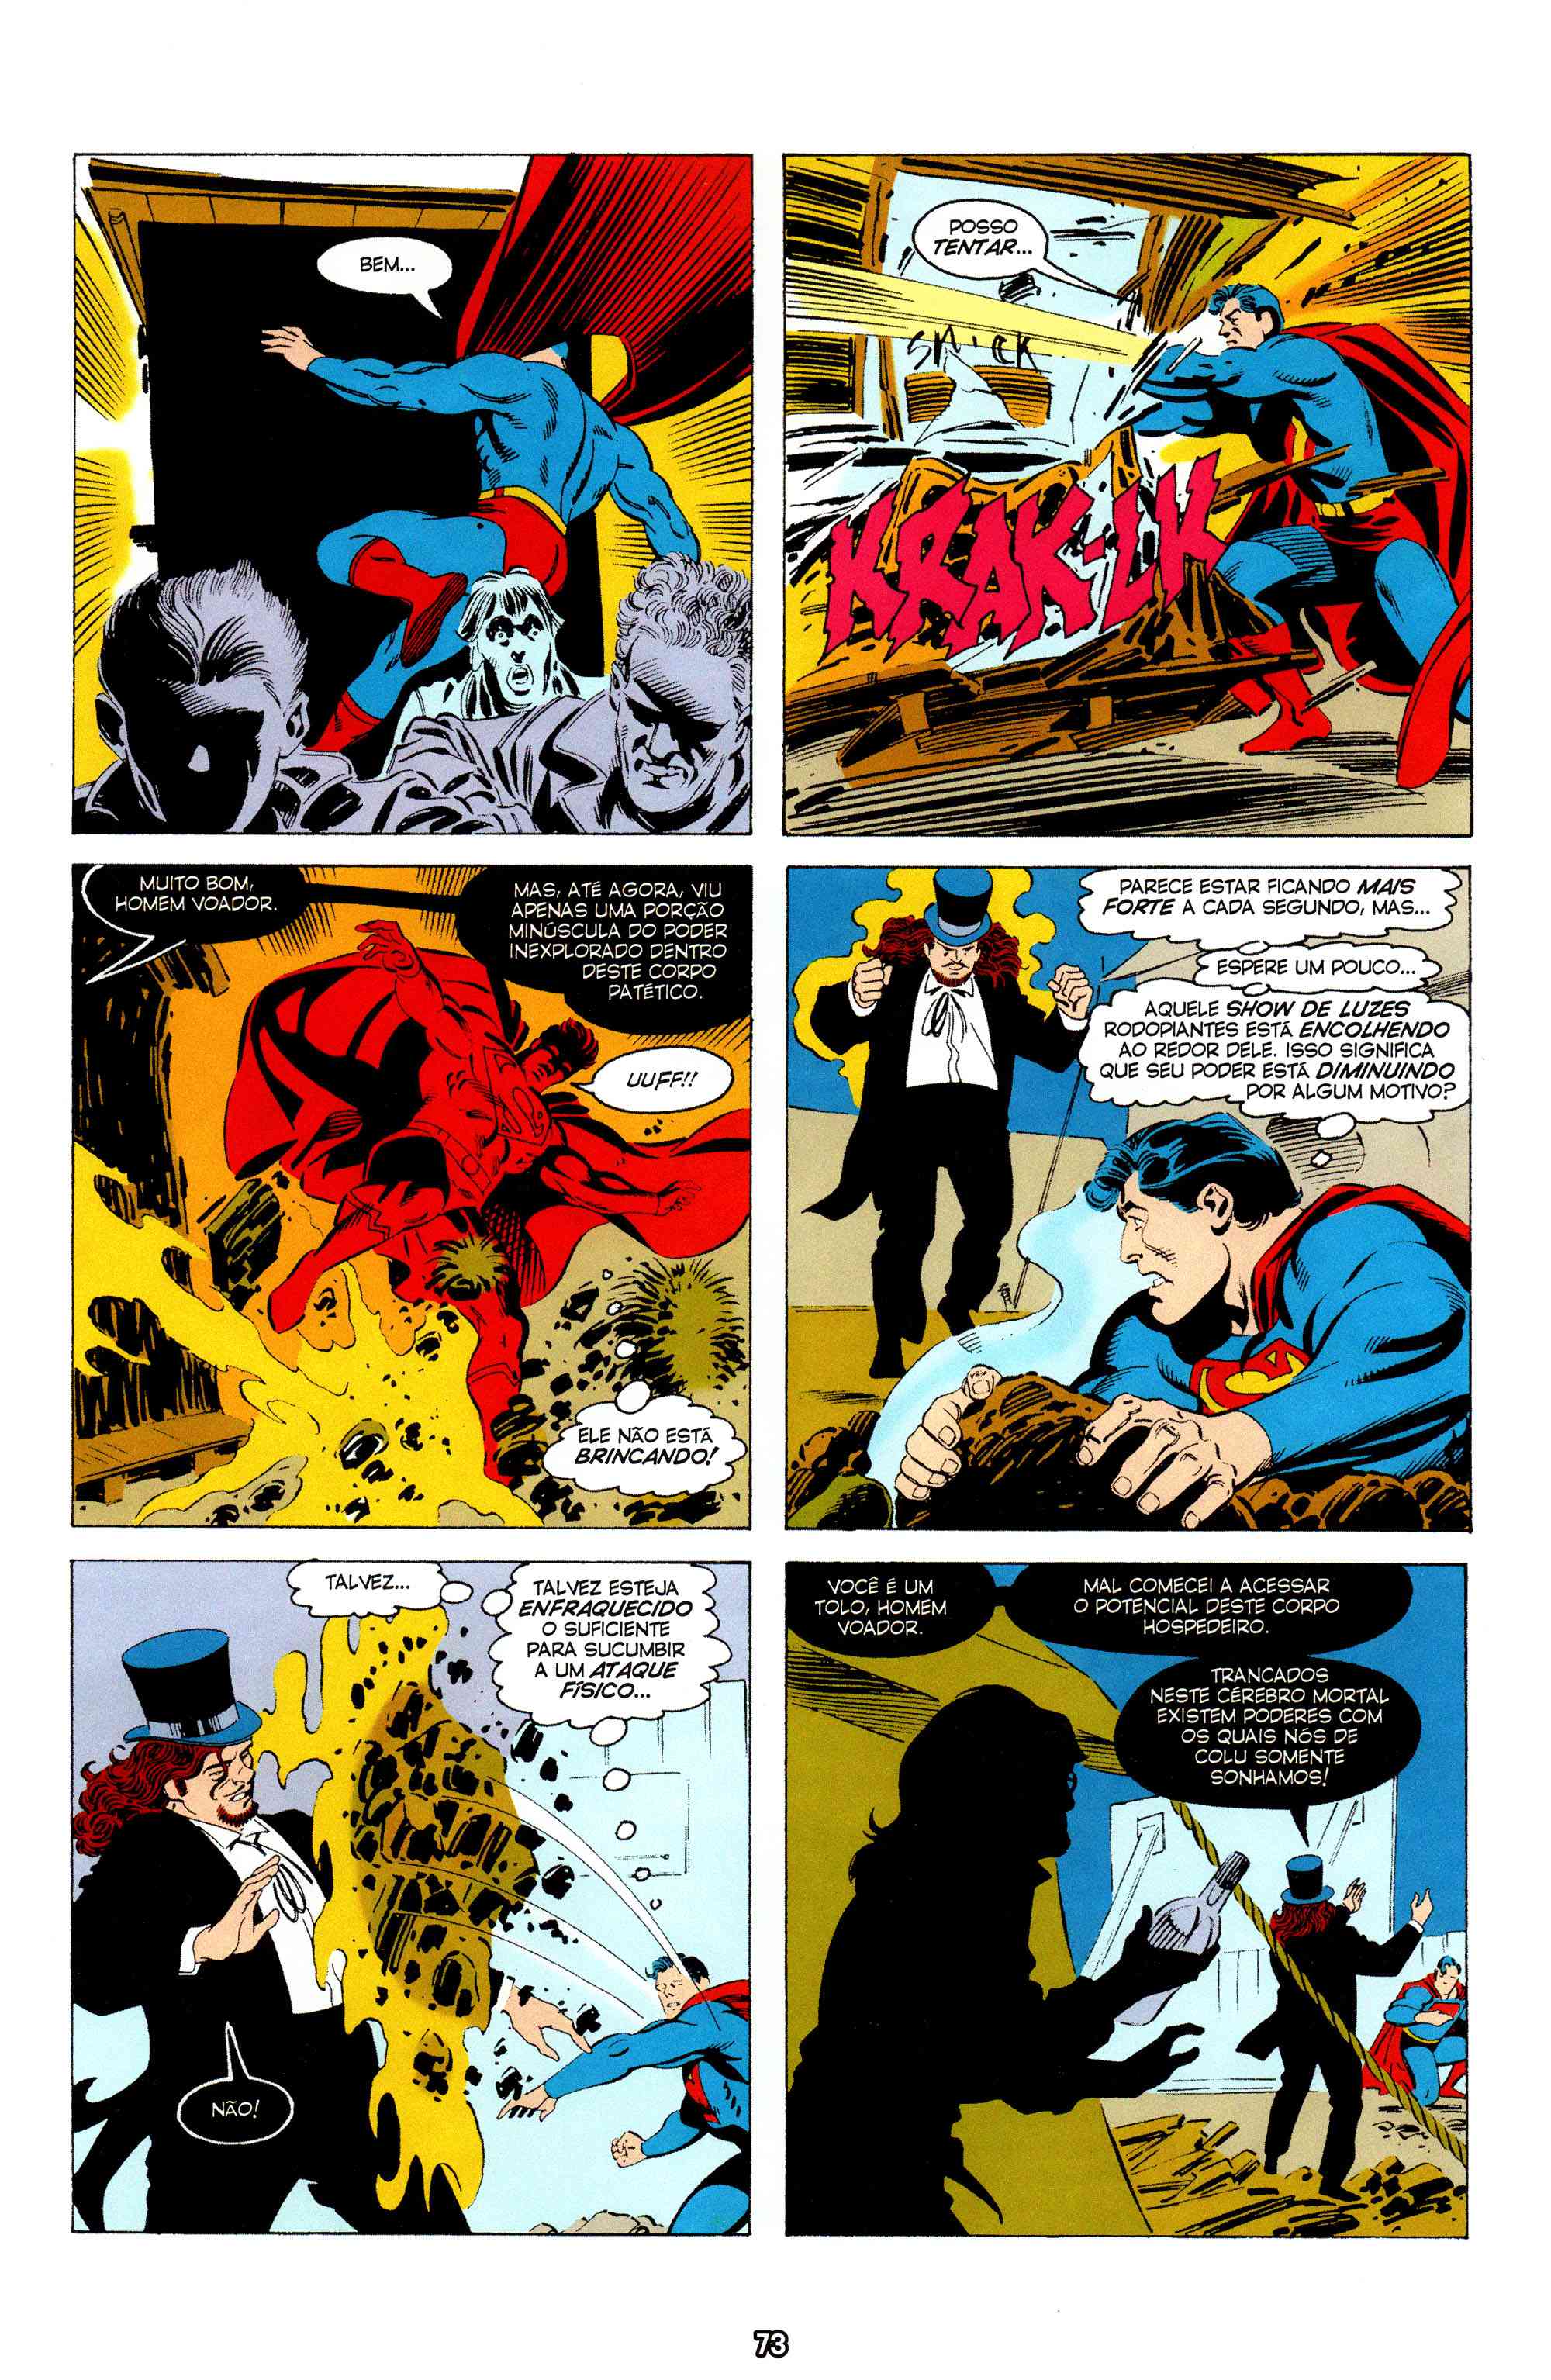 BEM...
POSSO
TENTAR...
SMICK
KRAK-LK
MUITO BOM,
HOMEM VOADOR.
MAS, ATÉ AGORA, VIU
APENAS UMA PORÇÃO
MINÚSCULA DO PODER
INEXPLORADO DENTRO
DESTE CORPO
PATÉTICO.
UUFF!!
ELE NÃO ESTÁ
BRINCANDO!
PARECE ESTAR FICANDO MAIS
FORTE A CADA SEGUNDO, MAS...
ESPERE UM POUCO...
AQUELE SHOW DE LUZES
RODOPIANTES ESTÁ ENCOLHENDO
AO REDOR DELE. ISSO SIGNIFICA
QUE SEU PODER ESTÁ DIMINUINDO
POR ALGUM MOTIVO?
TALVEZ...
TALVEZ ESTEJA
ENFRAQUECIDO
O SUFICIENTE
PARA SUCUMBIR
A UM ATAQUE
FÍSICO...
NÃO!
VOCÊ É UM
TOLO, HOMEM
VOADOR.
MAL COMECEI A ACESSAR
O POTENCIAL DESTE CORPO
HOSPEDEIRO.
TRANCADOS
NESTE CÉREBRO MORTAL
EXISTEM PODERES COM
OS QUAIS NÓS DE
COLU SOMENTE
SONHAMOS!
73